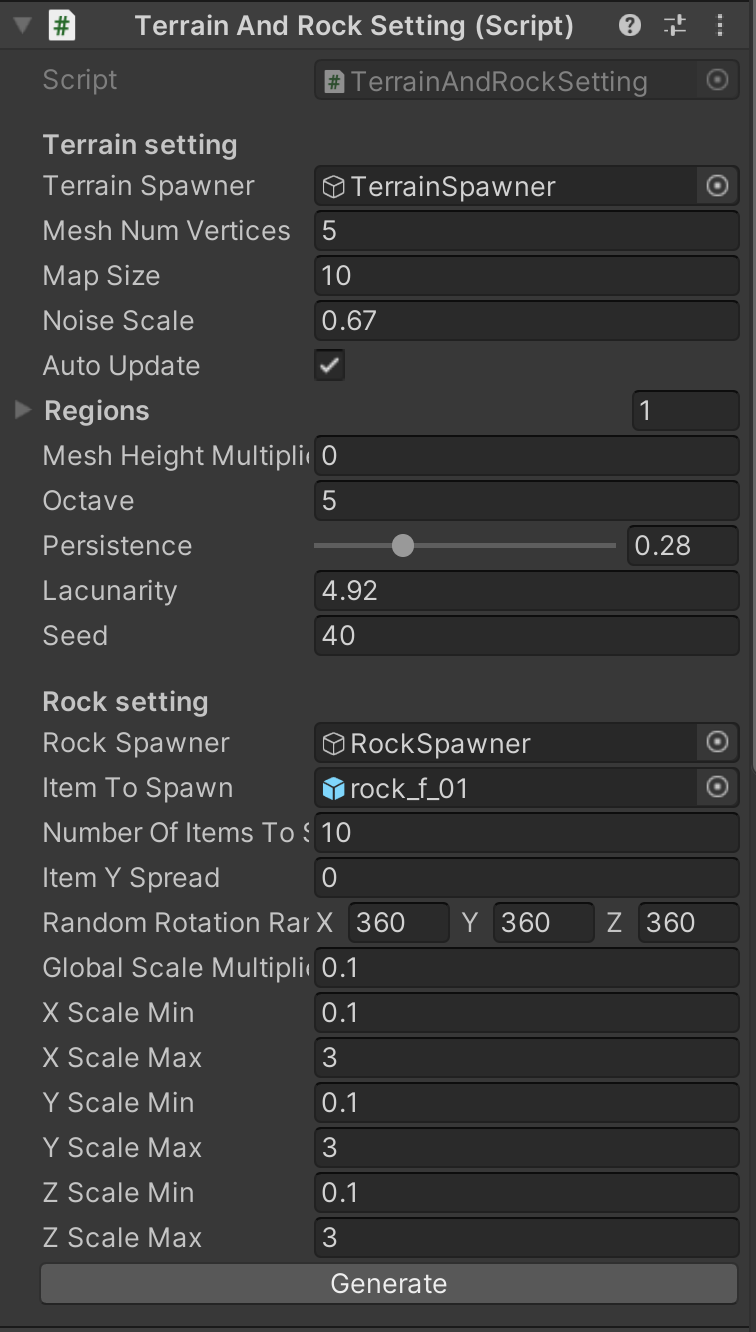 Terrain And Rock Setting (Script)
Script TerrainAndRockSetting
Terrain setting
Terrain Spawner TerrainSpawner
Mesh Num Vertices 5
Map Size 10
Noise Scale 0.67
Auto Update
Regions 1
Mesh Height Multipli 0
Octave 5
Persistence 0.28
Lacunarity 4.92
Seed 40
Rock setting
Rock Spawner RockSpawner
Item To Spawn rock_f_01
Number Of Items To S 10
Item Y Spread 0
Random Rotation Ran X 360 Y 360 Z 360
Global Scale Multipli 0.1
X Scale Min 0.1
X Scale Max 3
Y Scale Min 0.1
Y Scale Max 3
Z Scale Min 0.1
Z Scale Max 3
Generate